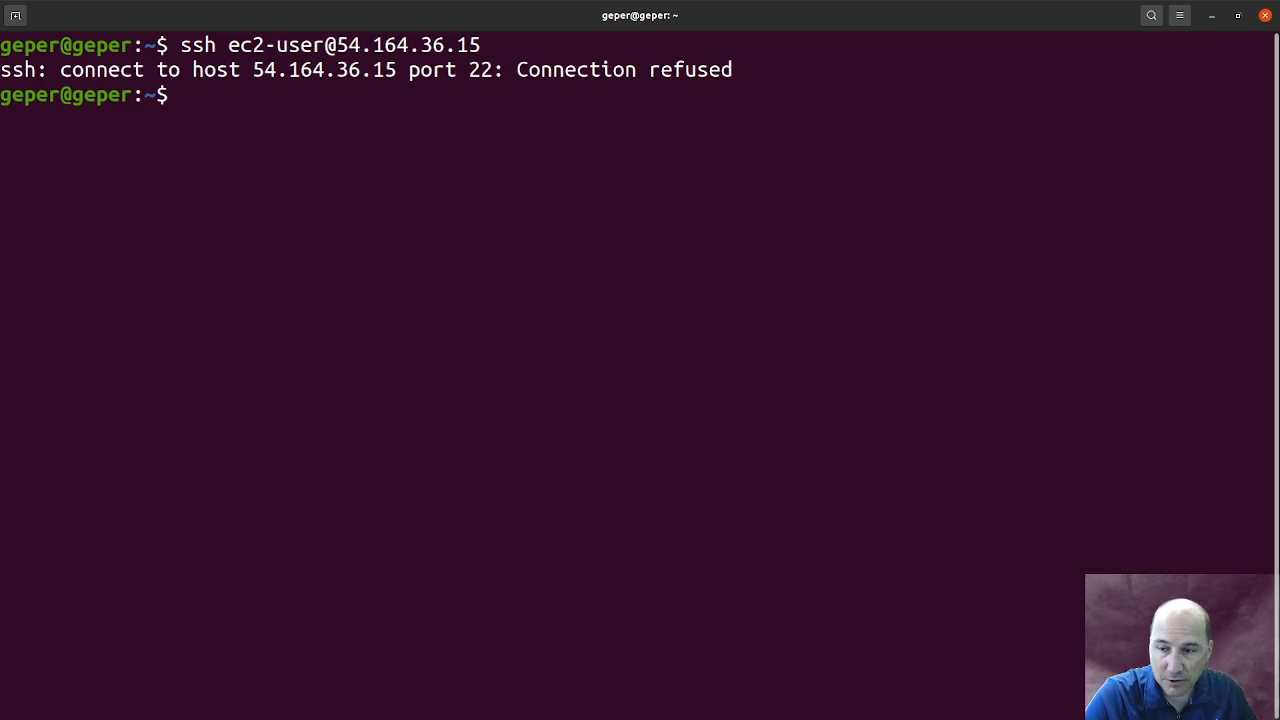 geper@geper: ~
geper@geper:~$ ssh ec2-user@54.164.36.15
ssh: connect to host 54.164.36.15 port 22: Connection refused
geper@geper:~$